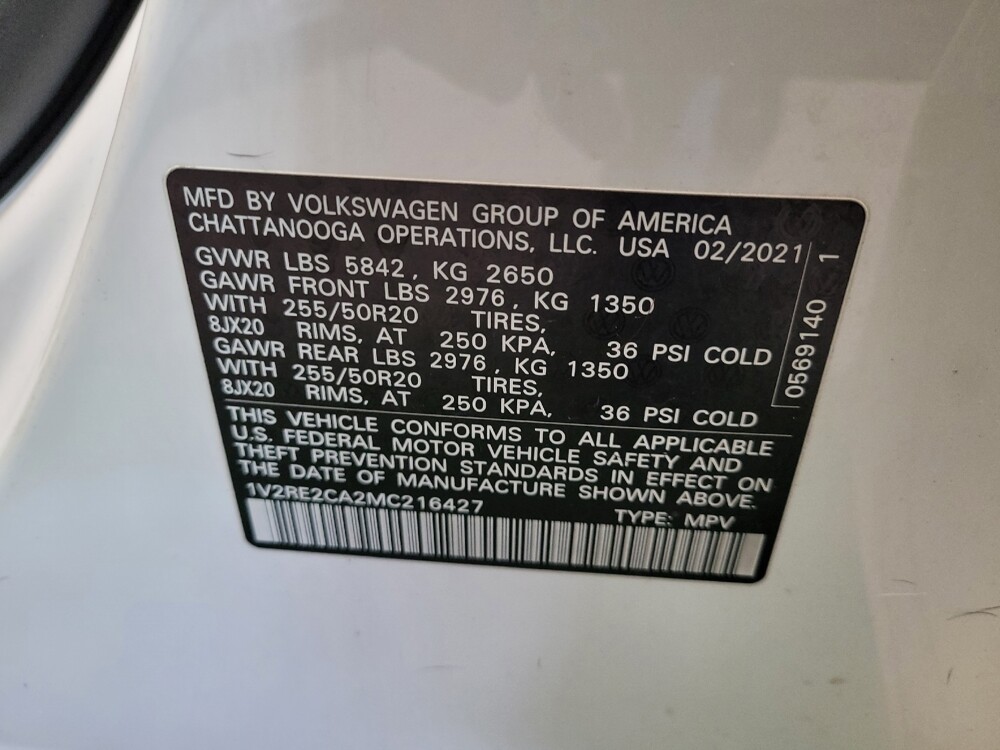 MFD BY VOLKSWAGEN GROUP OF AMERICA
CHATTANOOGA OPERATIONS, LLC. USA 02/2021
GVWR LBS 5842, KG 2650
GAWR FRONT LBS 2976, KG 1350
WITH 255/50R20 TIRES,
8JX20 RIMS, AT 250 KPA, 36 PSI COLD
GAWR REAR LBS 2976, KG 1350
WITH 255/50R20 TIRES,
8JX20 RIMS, AT 250 KPA, 36 PSI COLD
THIS VEHICLE CONFORMS TO ALL APPLICABLE
U.S. FEDERAL MOTOR VEHICLE SAFETY AND
THEFT PREVENTION STANDARDS IN EFFECT ON
THE DATE OF MANUFACTURE SHOWN ABOVE.
1V2RE2CA2MC216427 TYPE: MPV
0569140 1